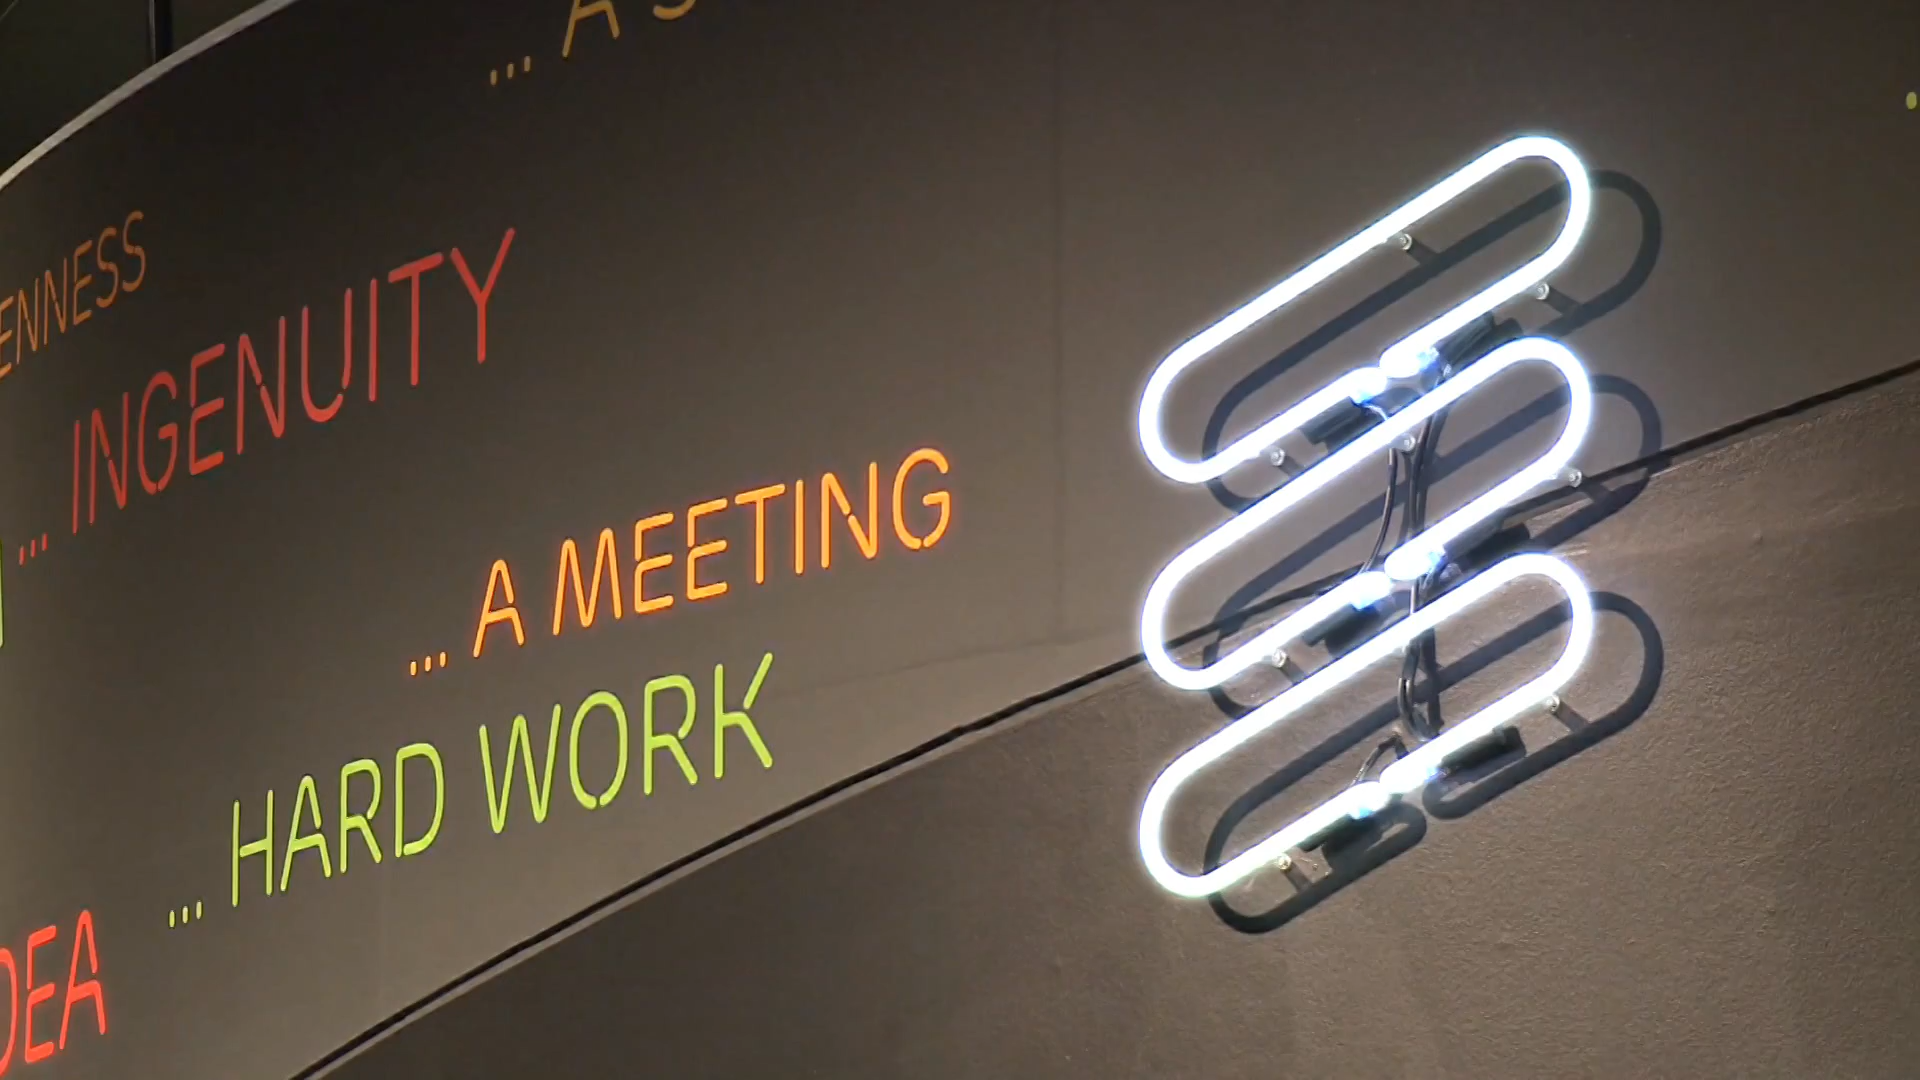 ... A
ENNESS
... INGENUITY
... A MEETING
... HARD WORK
DEA